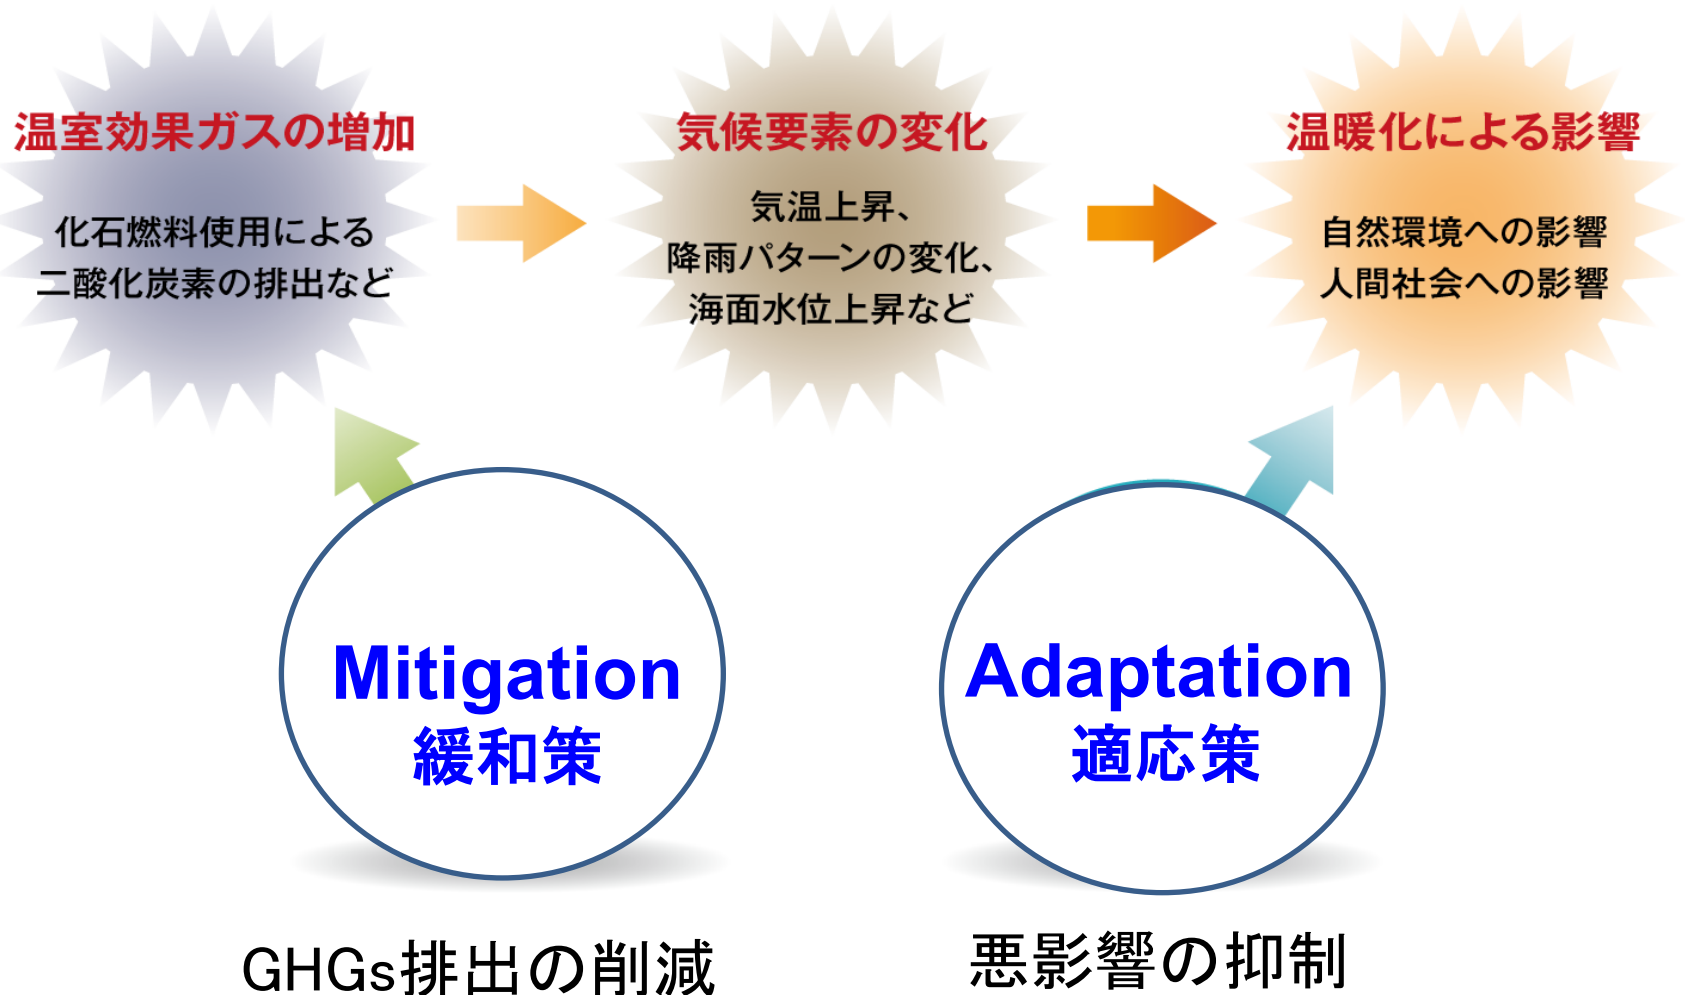 温室効果ガスの増加
化石燃料使用による
二酸化炭素の排出など
気候要素の変化
気温上昇、
降雨パターンの変化、
海面水位上昇など
温暖化による影響
自然環境への影響
人間社会への影響
Mitigation
緩和策
GHGs排出の削減
Adaptation
適応策
悪影響の抑制